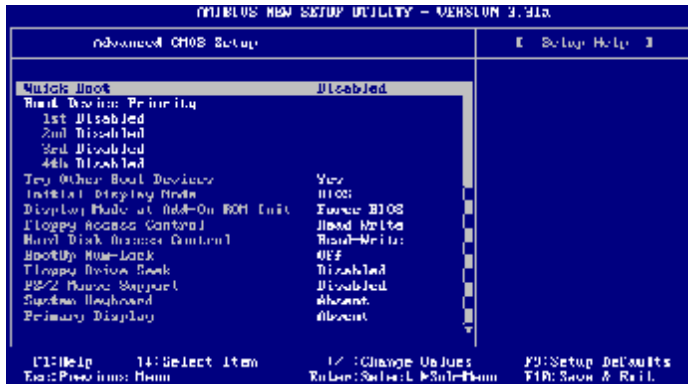 AMIBIOS NEW SETUP UTILITY - VERSION 3.31a
Advanced CMOS Setup
[ Setup Help ]
Quick Boot Disabled
Boot Device Priority
1st Disabled
2nd Disabled
3rd Disabled
4th Disabled
Try Other Boot Devices Yes
Initial Display Mode BIOS
Display Mode at Add-On ROM Init Force BIOS
Floppy Access Control Read Write
Hard Disk Access Control Read-Write
BootUp Num-Lock Off
Floppy Drive Seek Disabled
PS/2 Mouse Support Disabled
System Keyboard Absent
Primary Display Absent
F1:Help ↑↓:Select Item +/-:Change Values F9:Setup Defaults
Esc:Previous Menu Enter:Select ►Sub-Menu F10:Save & Exit